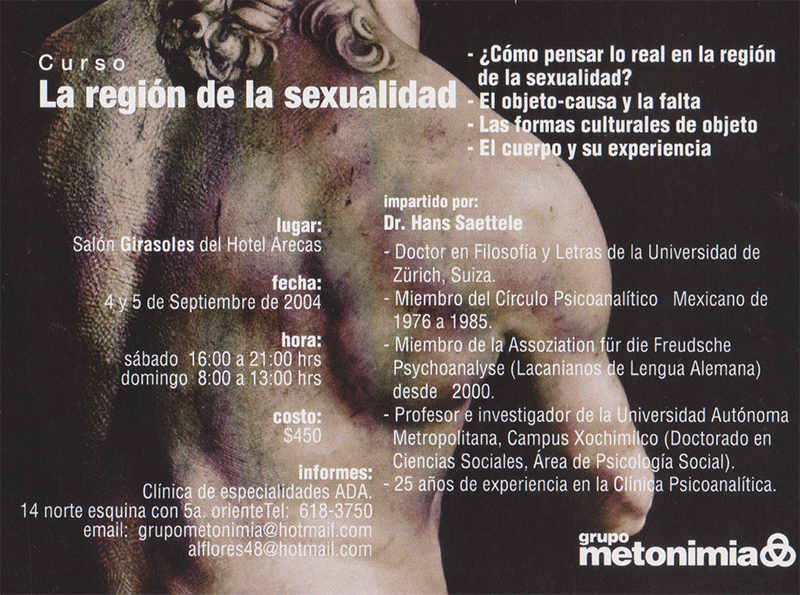 Curso
La región de la sexualidad
- ¿Cómo pensar lo real en la región
de la sexualidad?
- El objeto-causa y la falta
- Las formas culturales de objeto
- El cuerpo y su experiencia
lugar:
Salón Girasoles del Hotel Arecas
fecha:
4 y 5 de Septiembre de 2004
hora:
sábado 16:00 a 21:00 hrs
domingo 8:00 a 13:00 hrs
costo:
$450
informes:
Clínica de especialidades ADA.
14 norte esquina con 5a. orienteTel: 618-3750
email: grupometonimia@hotmail.com
alflores48@hotmail.com
impartido por:
Dr. Hans Saettele
- Doctor en Filosofía y Letras de la Universidad de
Zürich, Suiza.
- Miembro del Círculo Psicoanalítico Mexicano de
1976 a 1985.
- Miembro de la Assoziation für die Freudsche
Psychoanalyse (Lacanianos de Lengua Alemana)
desde 2000.
- Profesor e investigador de la Universidad Autónoma
Metropolitana, Campus Xochimilco (Doctorado en
Ciencias Sociales, Área de Psicología Social).
- 25 años de experiencia en la Clínica Psicoanalítica.
grupo
metonimia